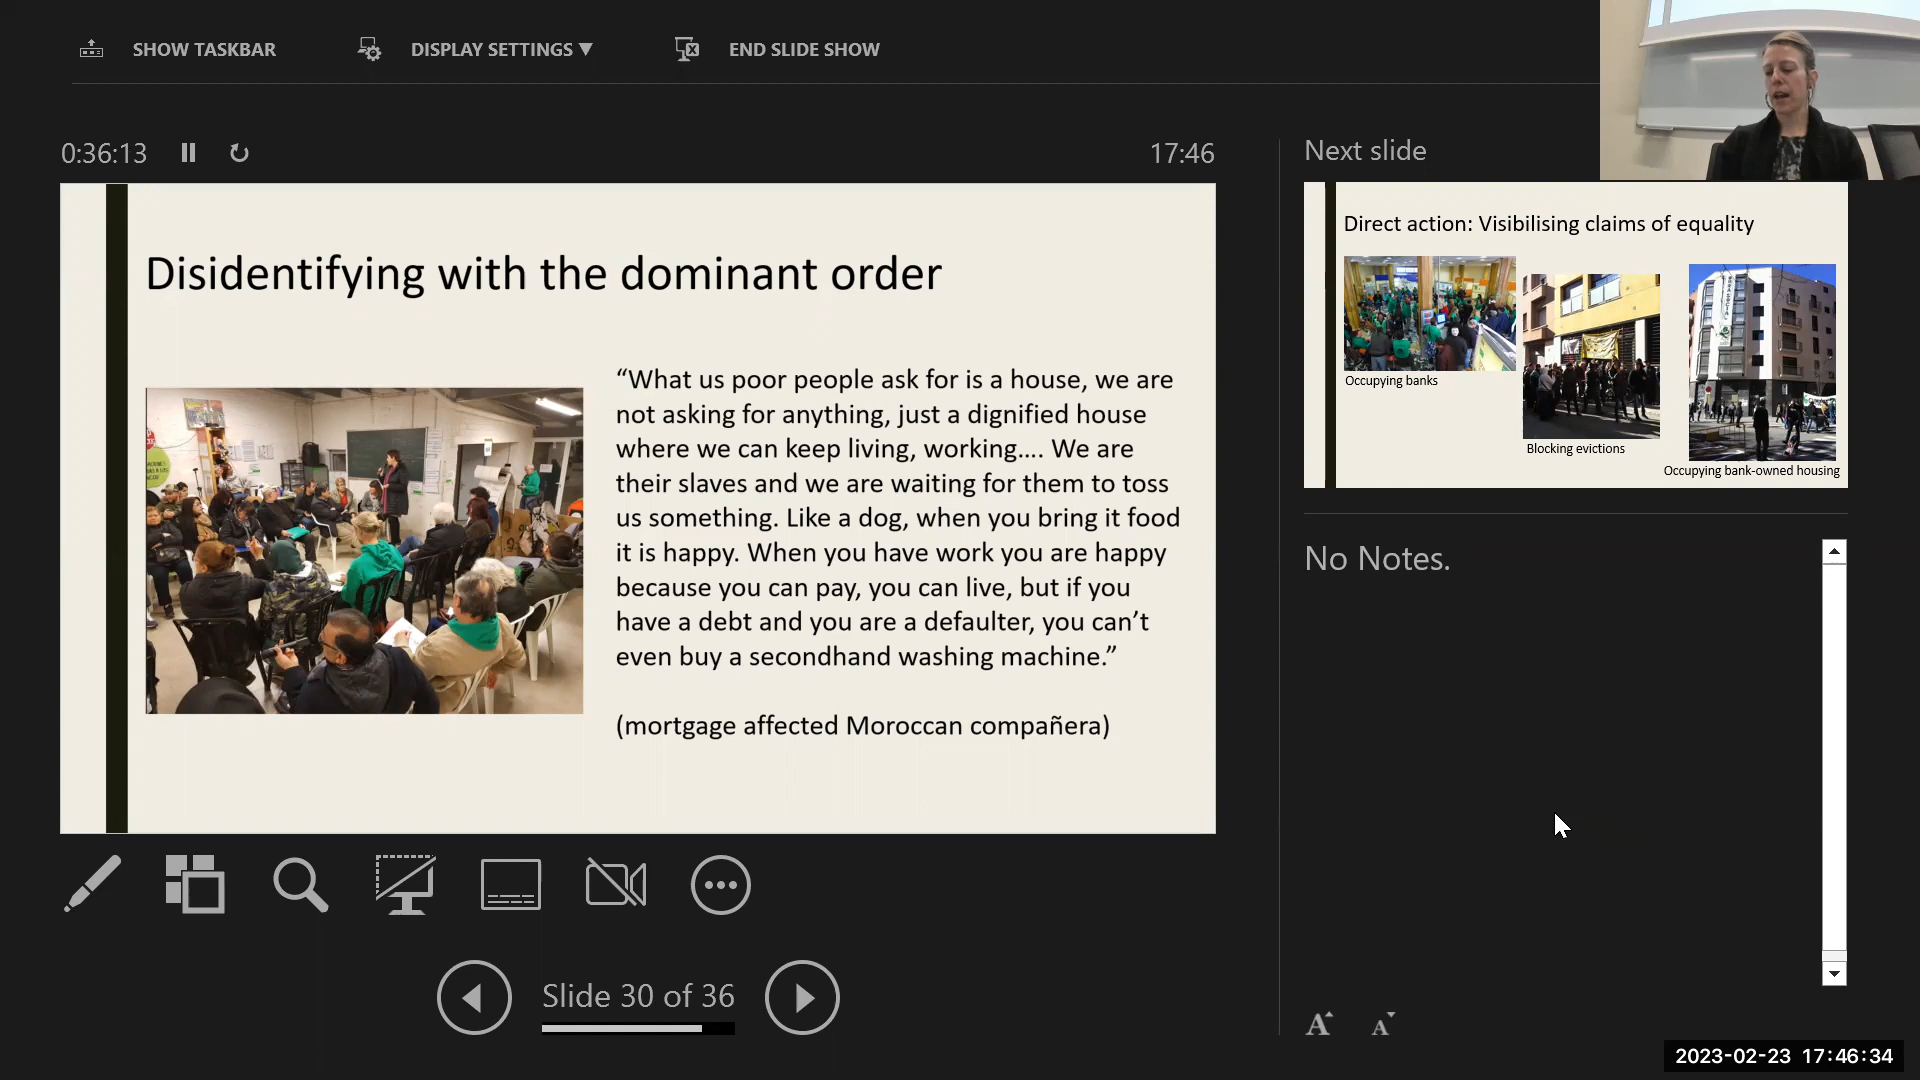 SHOW TASKBAR
DISPLAY SETTINGS ▼
END SLIDE SHOW
0:36:13
17:46
Disidentifying with the dominant order
“What us poor people ask for is a house, we are
not asking for anything, just a dignified house
where we can keep living, working…. We are
their slaves and we are waiting for them to toss
us something. Like a dog, when you bring it food
it is happy. When you have work you are happy
because you can pay, you can live, but if you
have a debt and you are a defaulter, you can’t
even buy a secondhand washing machine.”
(mortgage affected Moroccan compañera)
Slide 30 of 36
Next slide
Direct action: Visibilising claims of equality
Occupying banks
Blocking evictions
Occupying bank-owned housing
No Notes.
A A
2023-02-23 17:46:34